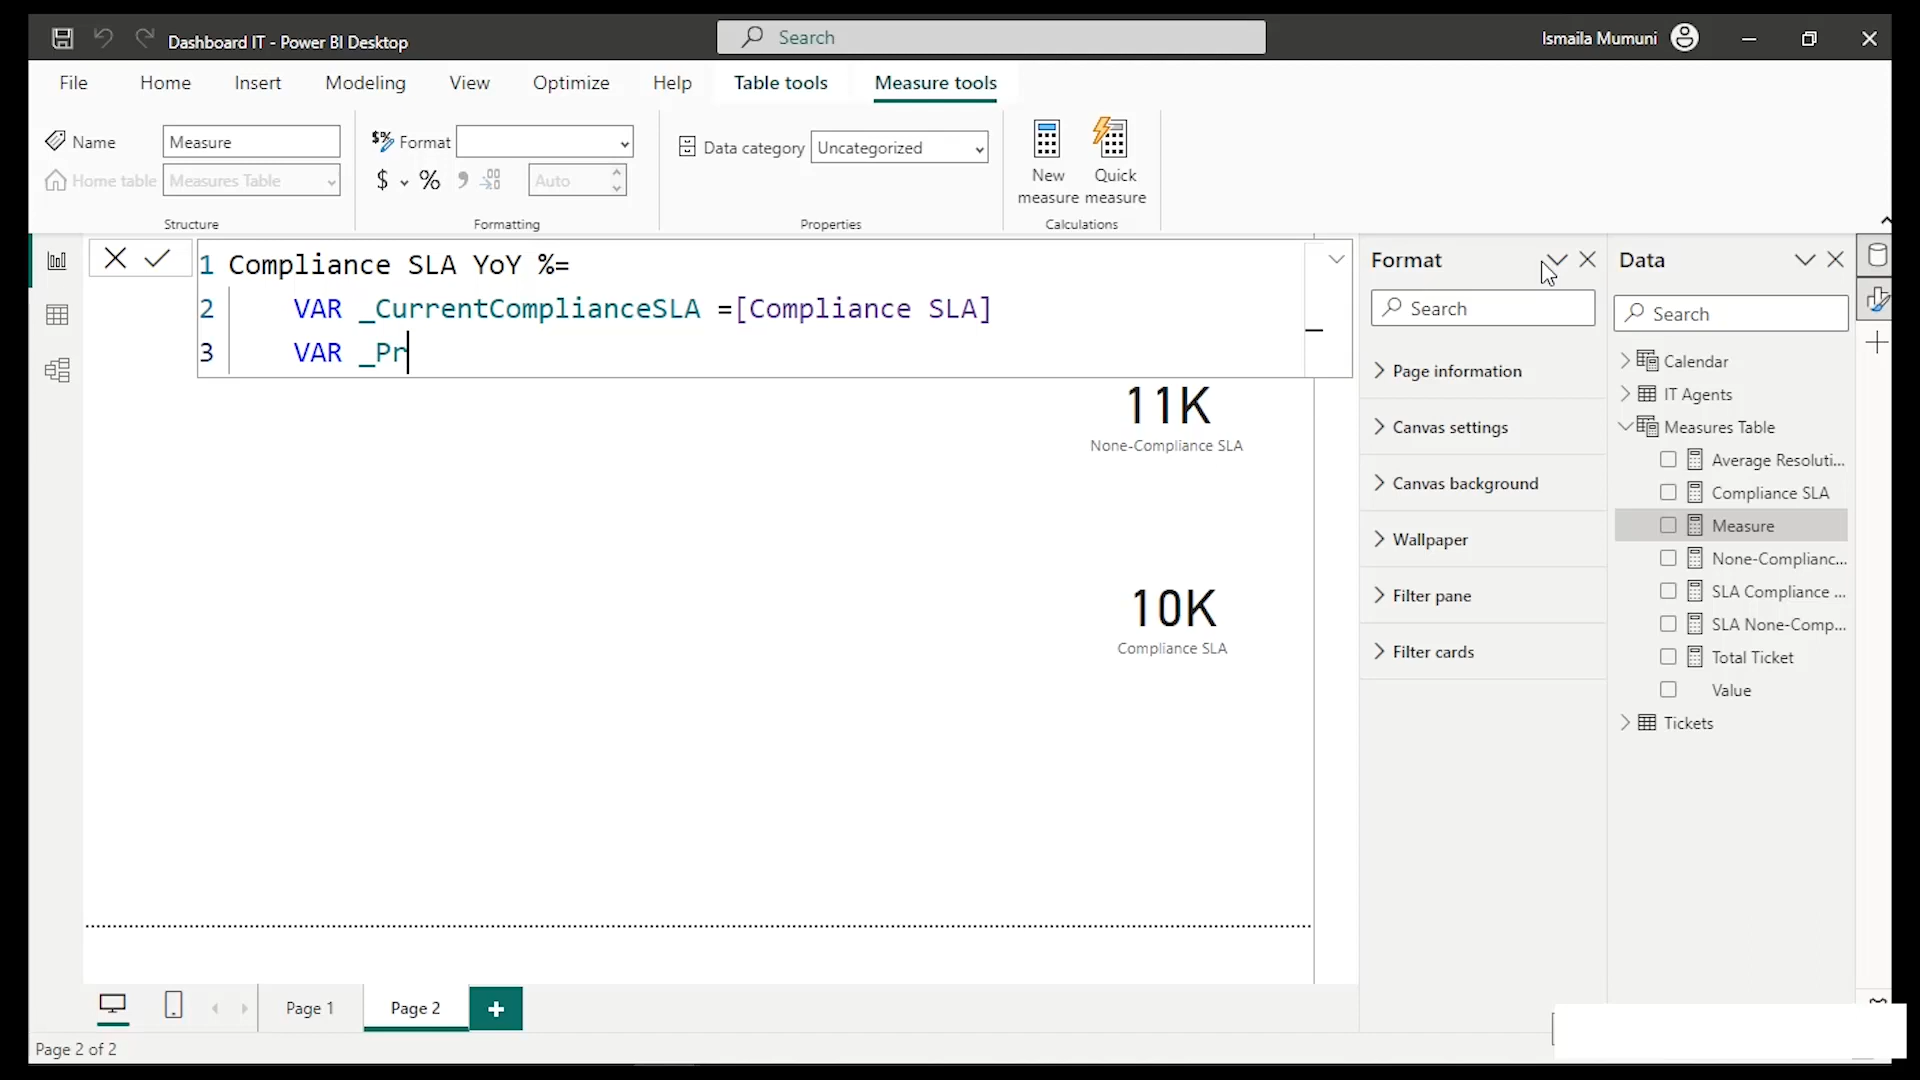 Dashboard IT - Power BI Desktop
Search
Ismaila Mumuni
File Home Insert Modeling View Optimize Help Table tools Measure tools
Name Measure
Home table Measures Table
Structure
$% Format
$ % Auto
Formatting
Data category Uncategorized
Properties
New measure
Quick measure
Calculations
1 Compliance SLA YoY %=
2 VAR _CurrentComplianceSLA =[Compliance SLA]
3 VAR _Pr
11K
None-Compliance SLA
10K
Compliance SLA
Format
Search
Page information
Canvas settings
Canvas background
Wallpaper
Filter pane
Filter cards
Data
Search
Calendar
IT Agents
Measures Table
Average Resoluti...
Compliance SLA
Measure
None-Complianc...
SLA Compliance ...
SLA None-Comp...
Total Ticket
Value
Tickets
Page 1 Page 2 +
Page 2 of 2